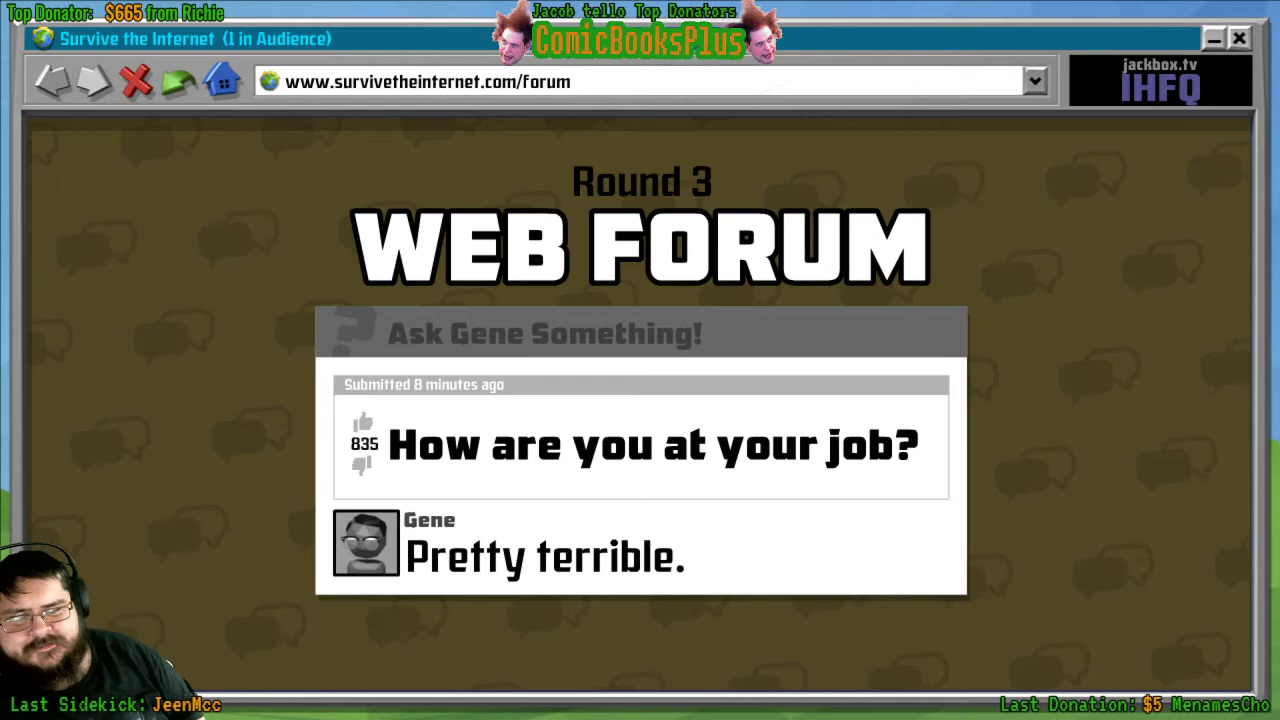 Top Donator: $665 from Richie
Jacob tello Top Donators
ComicBooksPlus
Survive the Internet (1 in Audience)
www.survivetheinternet.com/forum
jackbox.tv
IHFQ
Round 3
WEB FORUM
Ask Gene Something!
Submitted 8 minutes ago
835
How are you at your job?
Gene
Pretty terrible.
Last Sidekick: JeenMcc
Last Donation: $5 MenamesCho